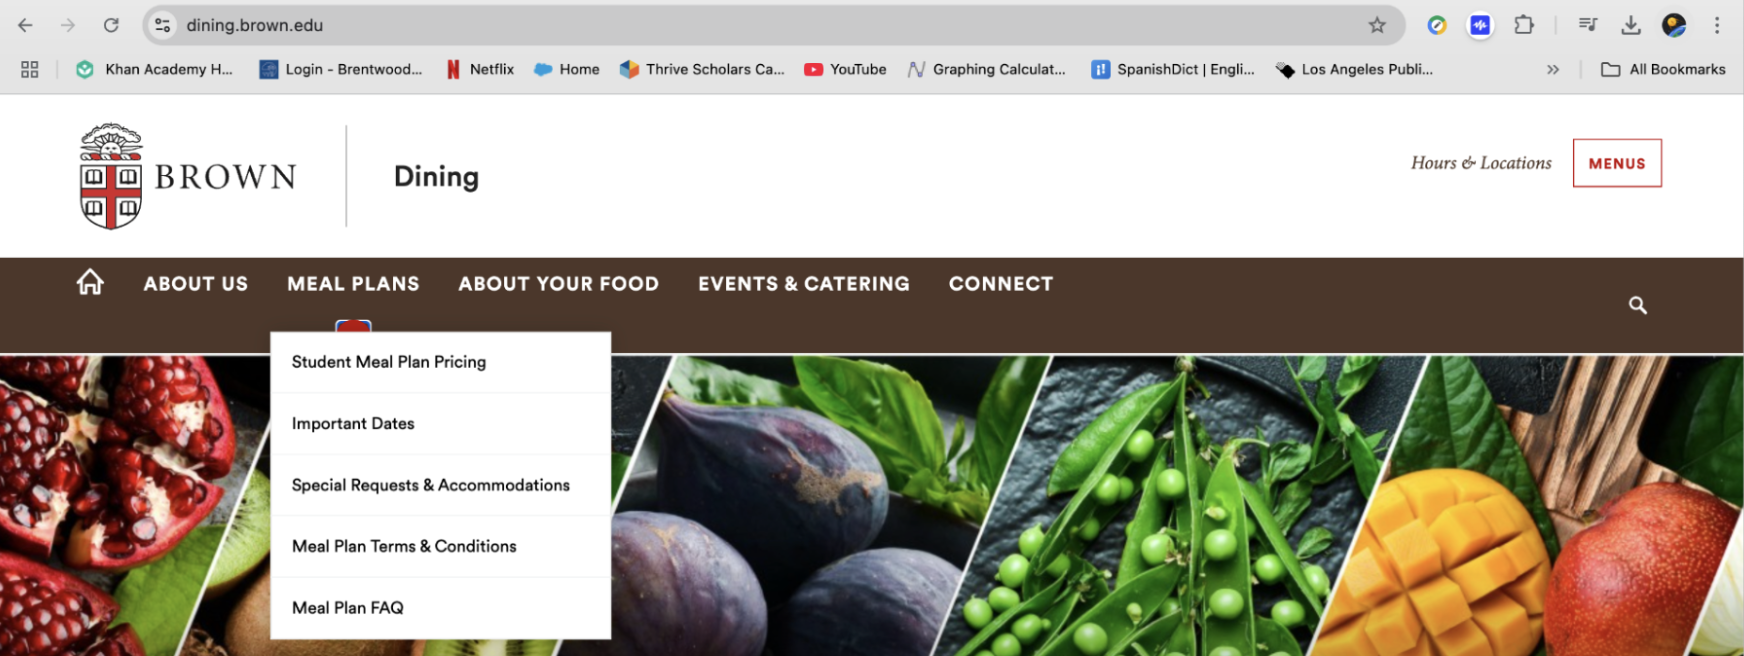 dining.brown.edu
Khan Academy H... Login - Brentwood... Netflix Home Thrive Scholars Ca... YouTube Graphing Calculat... SpanishDict | Engli... Los Angeles Publi... » All Bookmarks
BROWN Dining Hours & Locations MENUS
ABOUT US MEAL PLANS ABOUT YOUR FOOD EVENTS & CATERING CONNECT
Student Meal Plan Pricing
Important Dates
Special Requests & Accommodations
Meal Plan Terms & Conditions
Meal Plan FAQ